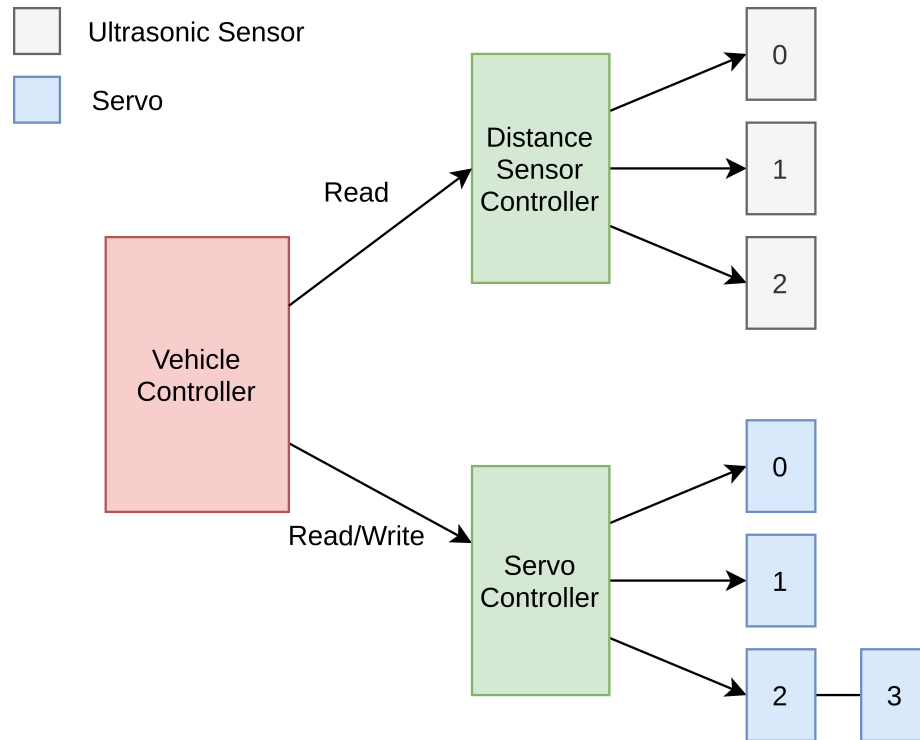 Ultrasonic Sensor
Servo
Read
Distance
Sensor
Controller
0
1
2
Vehicle
Controller
Read/Write
Servo
Controller
0
1
2
3